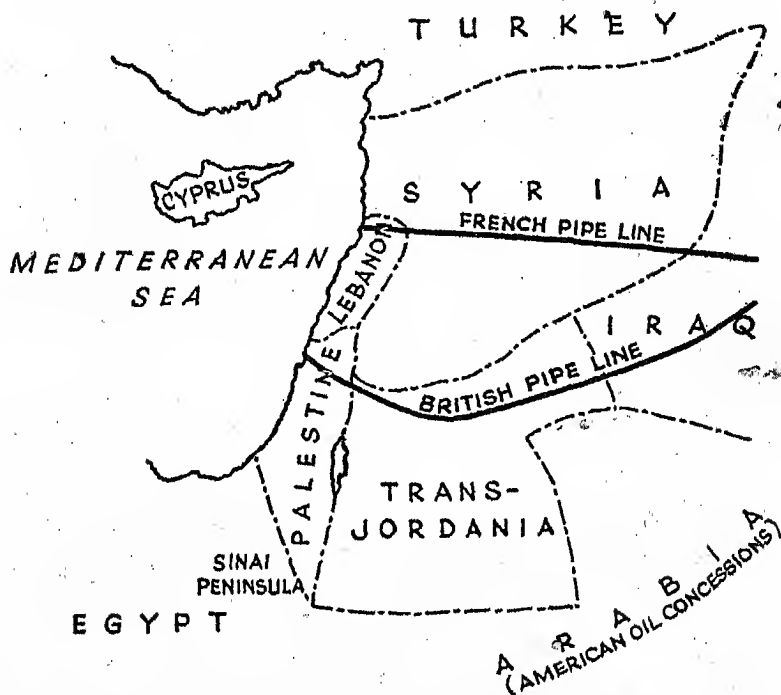 TURKEY
CYPRUS
SYRIA
FRENCH PIPE LINE
MEDITERRANEAN
SEA
LEBANON
IRAQ
BRITISH PIPE LINE
PALESTINE
TRANS-
JORDANIA
SINAI
PENINSULA
EGYPT
ARABIA
(AMERICAN OIL CONCESSIONS)